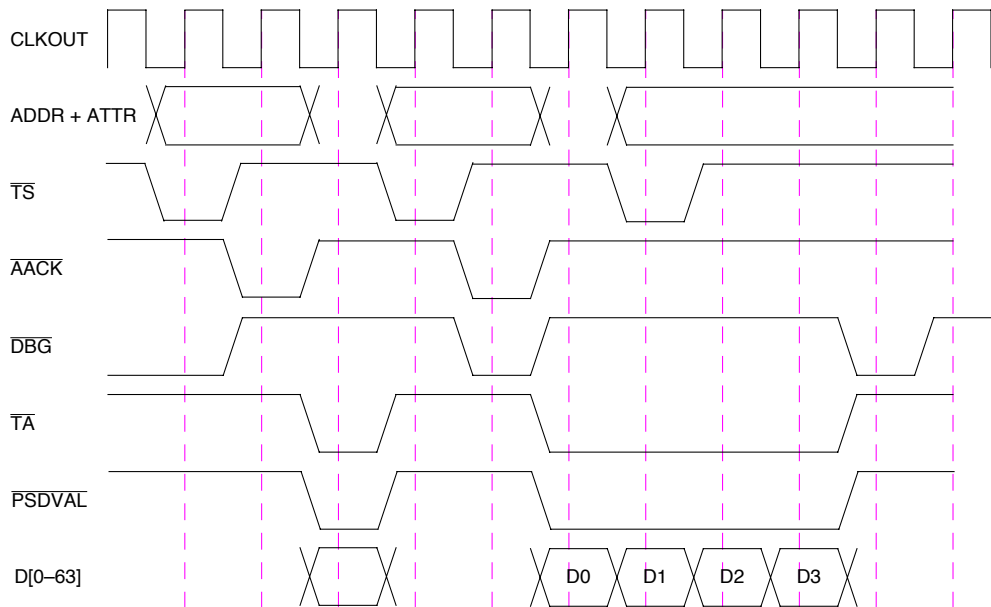 CLKOUT
ADDR + ATTR
TS
AACK
DBG
TA
PSDVAL
D[0–63]
D0 D1 D2 D3